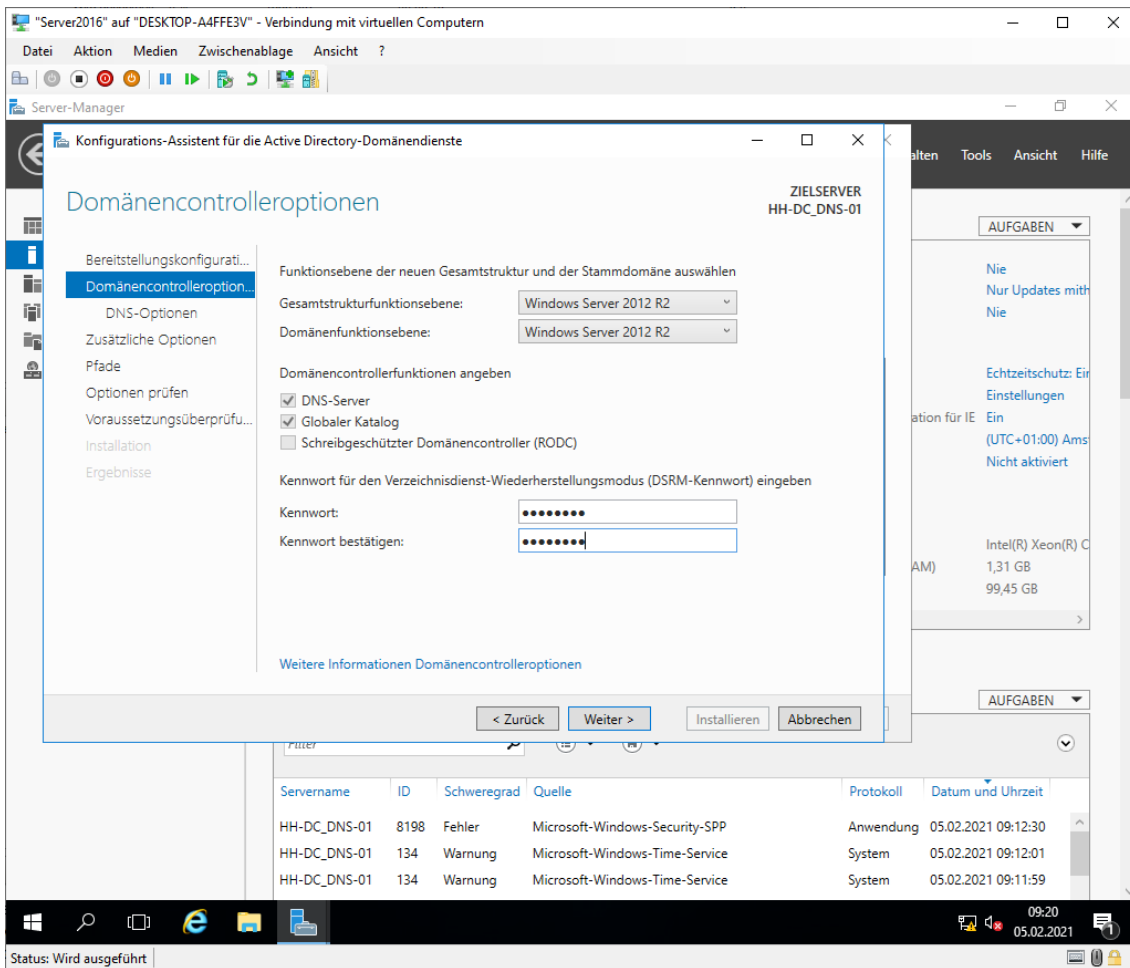 "Server2016" auf "DESKTOP-A4FFE3V" - Verbindung mit virtuellen Computern
Datei Aktion Medien Zwischenablage Ansicht ?
Server-Manager
Konfigurations-Assistent für die Active Directory-Domänendienste
alten Tools Ansicht Hilfe
Domänencontrolleroptionen
ZIELSERVER
HH-DC_DNS-01
Bereitstellungskonfigurati...
Domänencontrolleroption...
DNS-Optionen
Zusätzliche Optionen
Pfade
Optionen prüfen
Voraussetzungsüberprüfu...
Installation
Ergebnisse
Funktionsebene der neuen Gesamtstruktur und der Stammdomäne auswählen
Gesamtstrukturfunktionsebene: Windows Server 2012 R2
Domänenfunktionsebene: Windows Server 2012 R2
Domänencontrollerfunktionen angeben
DNS-Server
Globaler Katalog
Schreibgeschützter Domänencontroller (RODC)
Kennwort für den Verzeichnisdienst-Wiederherstellungsmodus (DSRM-Kennwort) eingeben
Kennwort: ●●●●●●●●
Kennwort bestätigen: ●●●●●●●●
Weitere Informationen Domänencontrolleroptionen
< Zurück Weiter > Installieren Abbrechen
AUFGABEN
Nie
Nur Updates mith
Nie
Echtzeitschutz: Ein
Einstellungen
ation für IE Ein
(UTC+01:00) Ams
Nicht aktiviert
Intel(R) Xeon(R) C
AM) 1,31 GB
99,45 GB
AUFGABEN
Filter
Servername ID Schweregrad Quelle Protokoll Datum und Uhrzeit
HH-DC_DNS-01 8198 Fehler Microsoft-Windows-Security-SPP Anwendung 05.02.2021 09:12:30
HH-DC_DNS-01 134 Warnung Microsoft-Windows-Time-Service System 05.02.2021 09:12:01
HH-DC_DNS-01 134 Warnung Microsoft-Windows-Time-Service System 05.02.2021 09:11:59
09:20
05.02.2021
1
Status: Wird ausgeführt